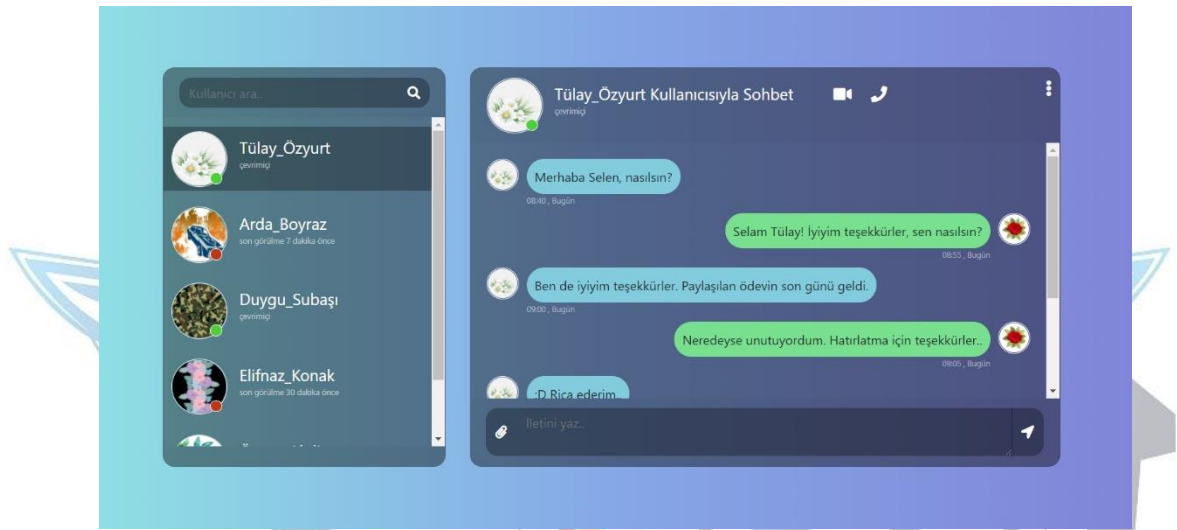 Kullanıcı ara..
Tülay_Özyurt
çevrimiçi
Arda_Boyraz
son görülme 7 dakika önce
Duygu_Subaşı
çevrimiçi
Elifnaz_Konak
son görülme 30 dakika önce
Tülay_Özyurt Kullanıcısıyla Sohbet
çevrimiçi
Merhaba Selen, nasılsın?
08:40 , Bugün
Selam Tülay! İyiyim teşekkürler, sen nasılsın?
08:55 , Bugün
Ben de iyiyim teşekkürler. Paylaşılan ödevin son günü geldi.
09:00 , Bugün
Neredeyse unutuyordum. Hatırlatma için teşekkürler..
09:05 , Bugün
:D Rica ederim..
İletini yaz..